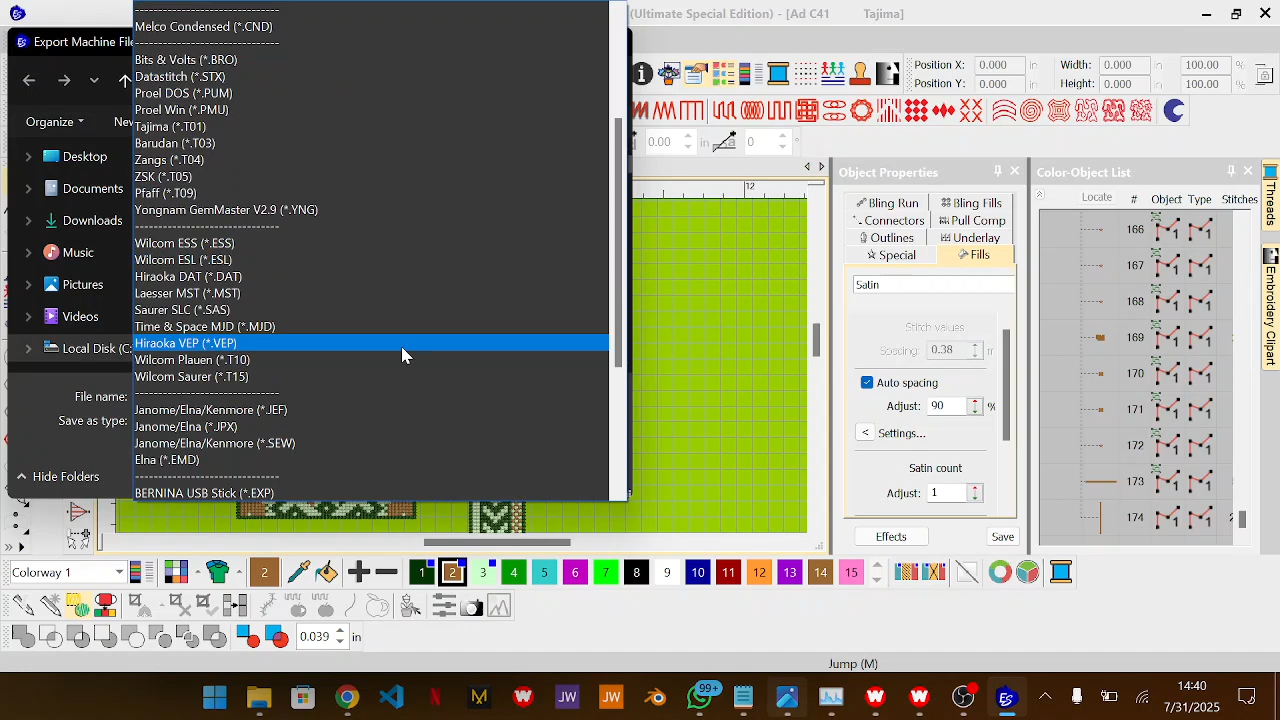 (Ultimate Special Edition) - [Ad C41 Tajima]
Export Machine File
Organize
New
Desktop
Documents
Downloads
Music
Pictures
Videos
Local Disk (C:
File name:
Save as type:
Hide Folders
Melco Condensed (*.CND)
Bits & Volts (*.BRO)
Datastitch (*.STX)
Proel DOS (*.PUM)
Proel Win (*.PMU)
Tajima (*.T01)
Barudan (*.T03)
Zangs (*.T04)
ZSK (*.T05)
Pfaff (*.T09)
Yongnam GemMaster V2.9 (*.YNG)
Wilcom ESS (*.ESS)
Wilcom ESL (*.ESL)
Hiraoka DAT (*.DAT)
Laesser MST (*.MST)
Saurer SLC (*.SAS)
Time & Space MJD (*.MJD)
Hiraoka VEP (*.VEP)
Wilcom Plauen (*.T10)
Wilcom Saurer (*.T15)
Janome/Elna/Kenmore (*.JEF)
Janome/Elna (*.JPX)
Janome/Elna/Kenmore (*.SEW)
Elna (*.EMD)
BERNINA USB Stick (*.EXP)
Position X: 0.000 in
Position Y: 0.000 in
Width: 0.000 in 100.00 %
Height: 0.000 in 100.00 %
0.00 in 0 °
12
Object Properties
Bling Run
Bling Fills
Connectors
Pull Comp
Outlines
Underlay
Special
Fills
Satin
Stitch values
Spacing: 0.38 m
Auto spacing
Adjust: 90 %
Settings...
Satin count
Adjust: 1
Effects
Save
Color-Object List
Locate # Object Type Stitches
166
167
168
169
170
171
172
173
174
Threads
Embroidery Clipart
Colorway 1
2
1 2 3 4 5 6 7 8 9 10 11 12 13 14 15
0.039 in
Jump (M)
99+
14:40
7/31/2025